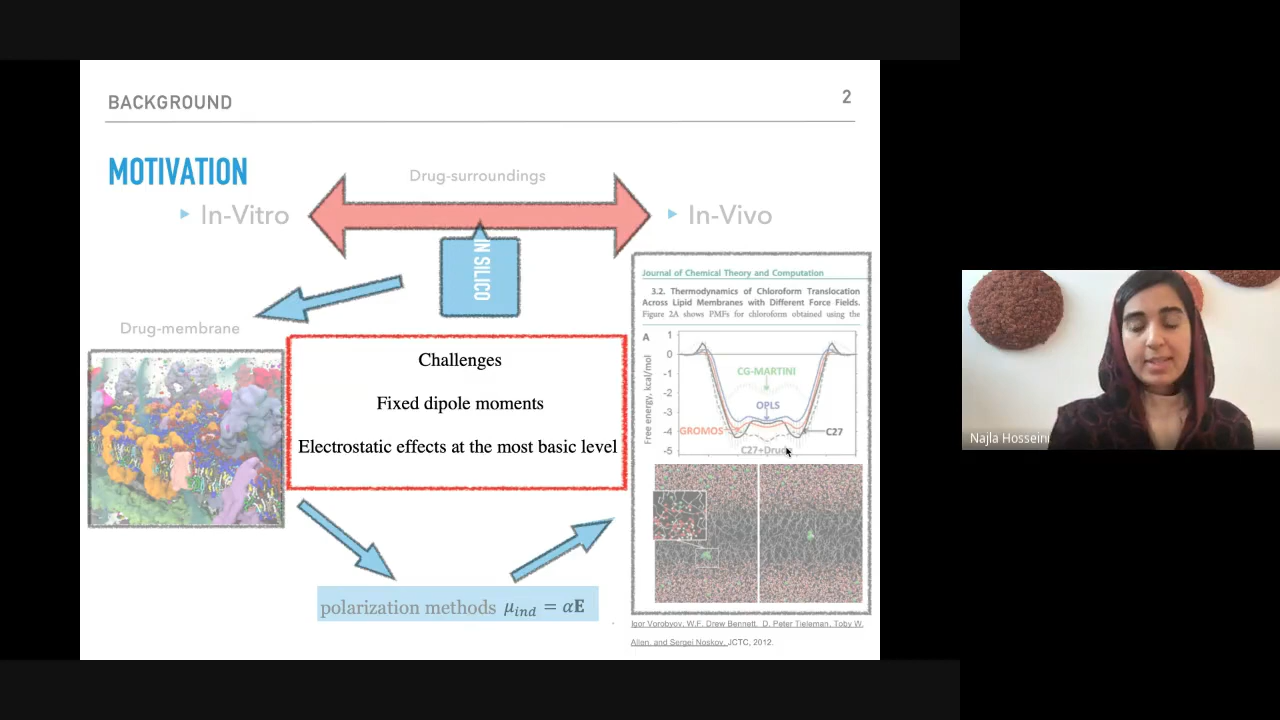 BACKGROUND
2
MOTIVATION
Drug-surroundings
In-Vitro
In-Vivo
IN SILICO
Drug-membrane
Challenges
Fixed dipole moments
Electrostatic effects at the most basic level
polarization methods μind = αE
Journal of Chemical Theory and Computation
3.2. Thermodynamics of Chloroform Translocation
Across Lipid Membranes with Different Force Fields.
Figure 2A shows PMFs for chloroform obtained using the
A
Free energy, kcal/mol
1
0
-1
-2
-3
-4
-5
CG-MARTINI
OPLS
GROMOS
C27
C27+Drude
Igor Vorobyov, W.F. Drew Bennett, D. Peter Tieleman, Toby W.
Allen, and Sergei Noskov, JCTC, 2012.
Najla Hosseini